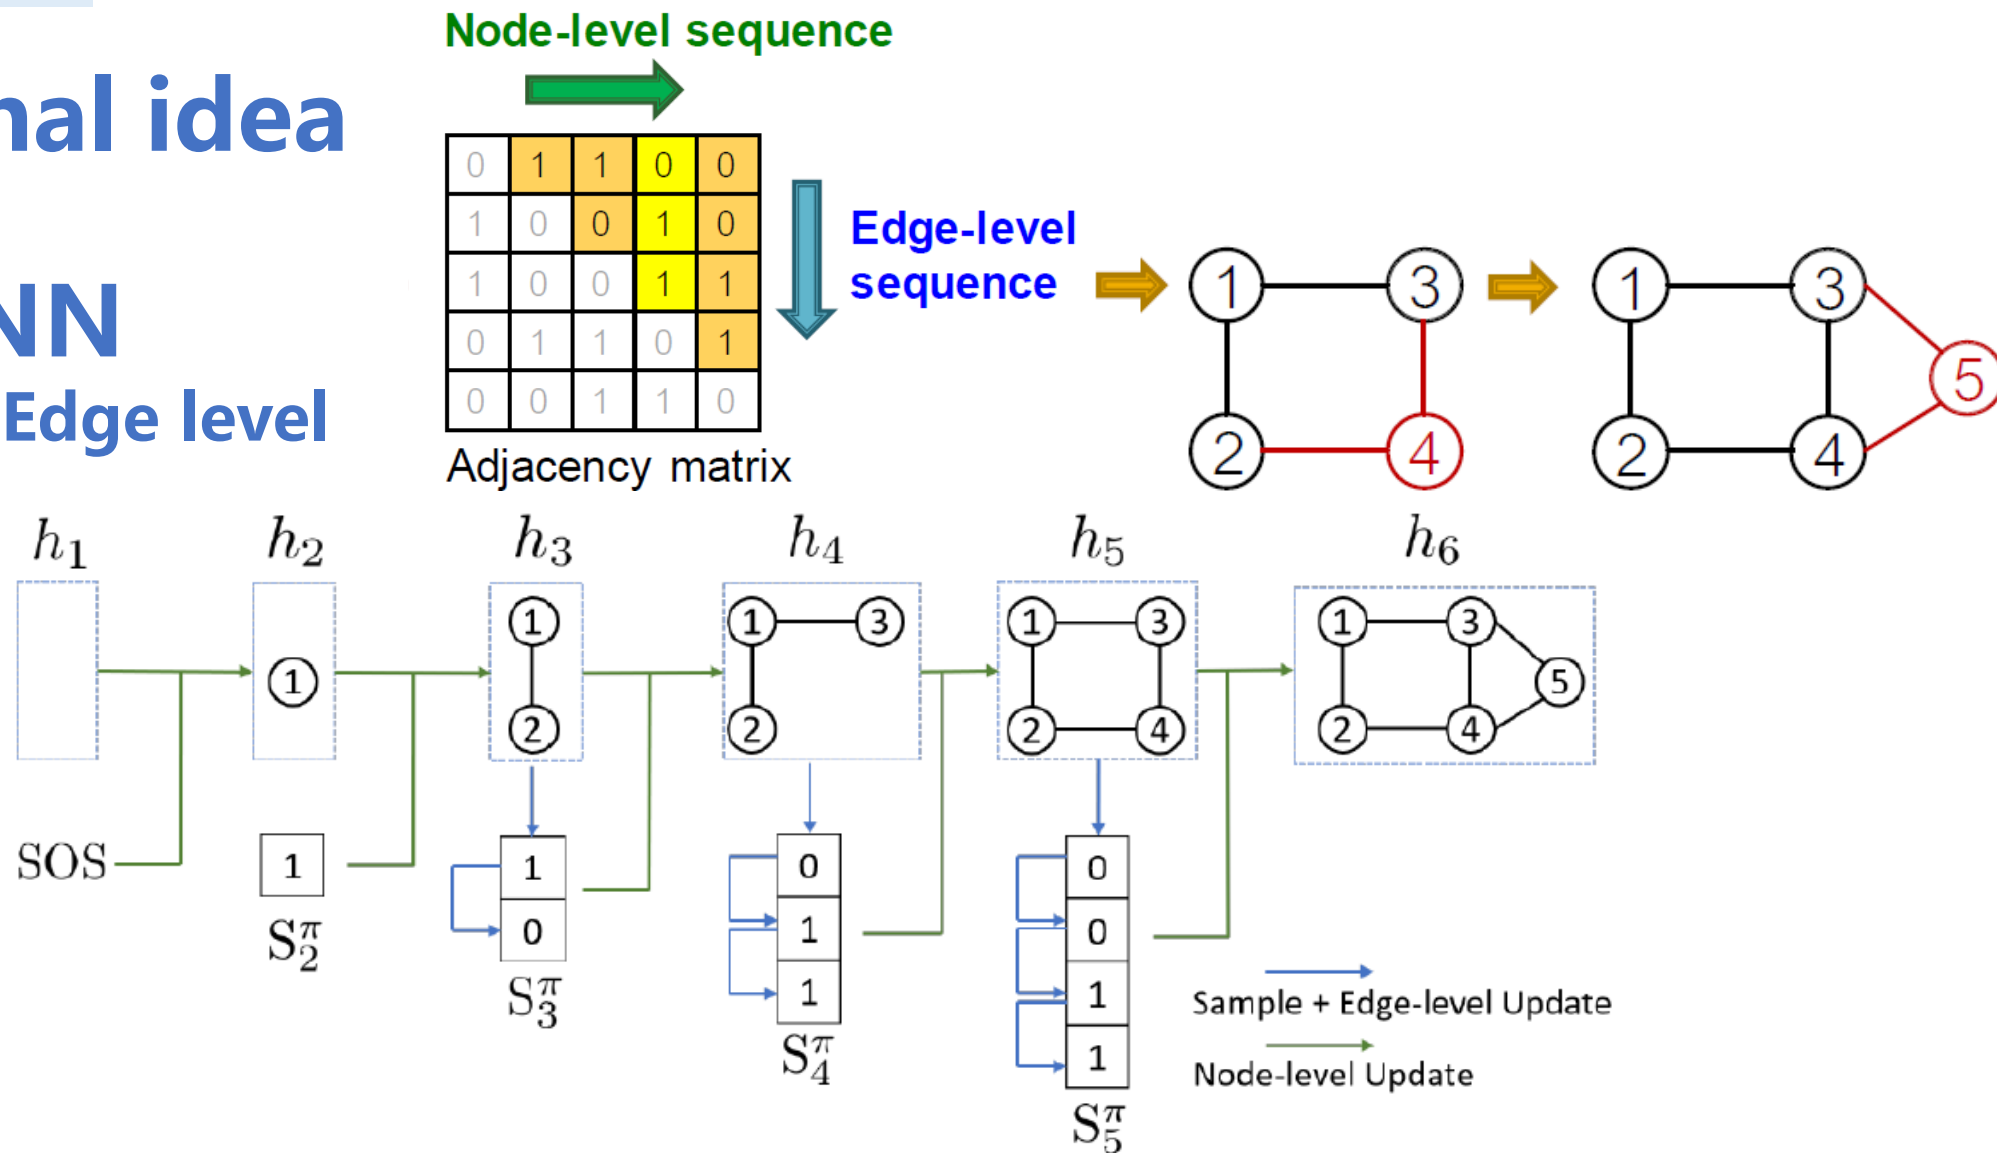 Node-level sequence
nal idea
0 1 1 0 0
1 0 0 1 0
1 0 0 1 1
0 1 1 0 1
0 0 1 1 0
Adjacency matrix
Edge-level
sequence
1 3
2 4
1 3
5
2 4
NN
Edge level
h₁ h₂ h₃ h₄ h₅ h₆
1
1
2
1 3
2
1 3
2 4
1 3
5
2 4
SOS
1
S₂^π
1
0
S₃^π
0
1
1
S₄^π
0
0
1
1
S₅^π
Sample + Edge-level Update
Node-level Update